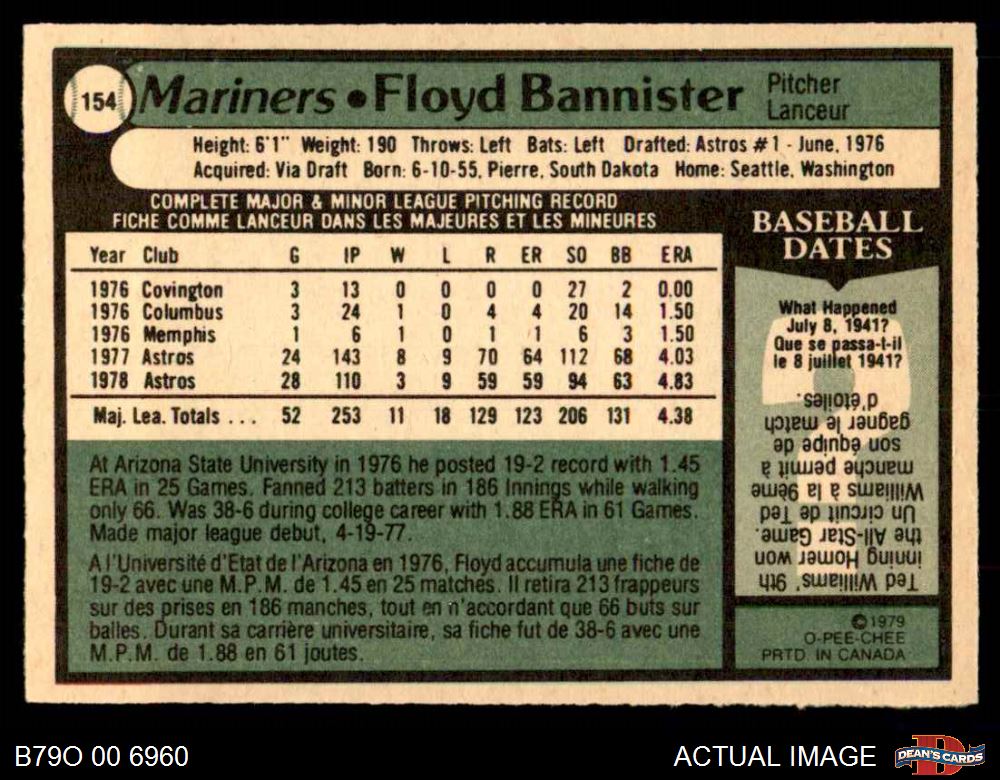 154
Mariners • Floyd Bannister
Pitcher
Lanceur
Height: 6'1" Weight: 190 Throws: Left Bats: Left Drafted: Astros #1 - June, 1976
Acquired: Via Draft Born: 6-10-55, Pierre, South Dakota Home: Seattle, Washington
COMPLETE MAJOR & MINOR LEAGUE PITCHING RECORD
FICHE COMME LANCEUR DANS LES MAJEURES ET LES MINEURES
Year Club G IP W L R ER SO BB ERA
1976 Covington 3 13 0 0 0 0 27 2 0.00
1976 Columbus 3 24 1 0 4 4 20 14 1.50
1976 Memphis 1 6 1 0 1 1 6 3 1.50
1977 Astros 24 143 8 9 70 64 112 68 4.03
1978 Astros 28 110 3 9 59 59 94 63 4.83
Maj. Lea. Totals . . . 52 253 11 18 129 123 206 131 4.38
At Arizona State University in 1976 he posted 19-2 record with 1.45
ERA in 25 Games. Fanned 213 batters in 186 Innings while walking
only 66. Was 38-6 during college career with 1.88 ERA in 61 Games.
Made major league debut, 4-19-77.
A l'Université d'Etat de l'Arizona en 1976, Floyd accumula une fiche de
19-2 avec une M.P.M. de 1.45 en 25 matches. Il retira 213 frappeurs
sur des prises en 186 manches, tout en n'accordant que 66 buts sur
balles. Durant sa carrière universitaire, sa fiche fut de 38-6 avec une
M.P.M. de 1.88 en 61 joutes.
BASEBALL
DATES
What Happened
July 8, 1941?
Que se passa-t-il
le 8 juillet 1941?
Ted Williams' 9th
inning Homer won
the All-Star Game.
Un circuit de Ted
Williams à la 9ème
manche permit à
son équipe de
gagner le match
d'étoiles.
©1979
O-PEE-CHEE
PRTD. IN CANADA
B79O 00 6960
ACTUAL IMAGE
D
DEAN'S CARDS